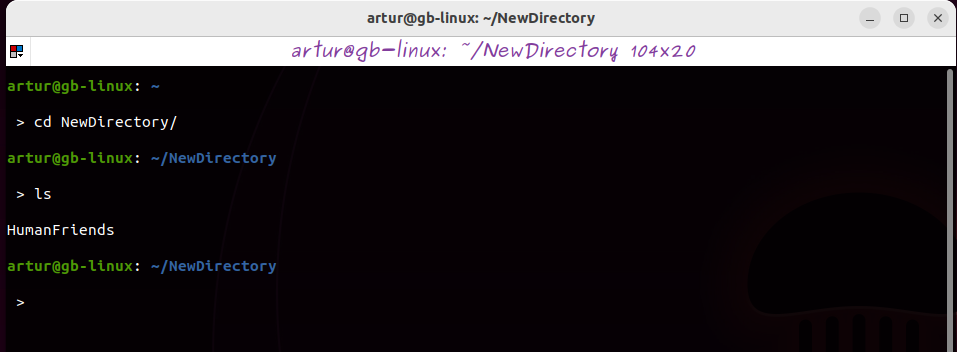 artur@gb-linux: ~/NewDirectory
artur@gb-linux: ~/NewDirectory 104x20
artur@gb-linux: ~
> cd NewDirectory/
artur@gb-linux: ~/NewDirectory
> ls
HumanFriends
artur@gb-linux: ~/NewDirectory
>